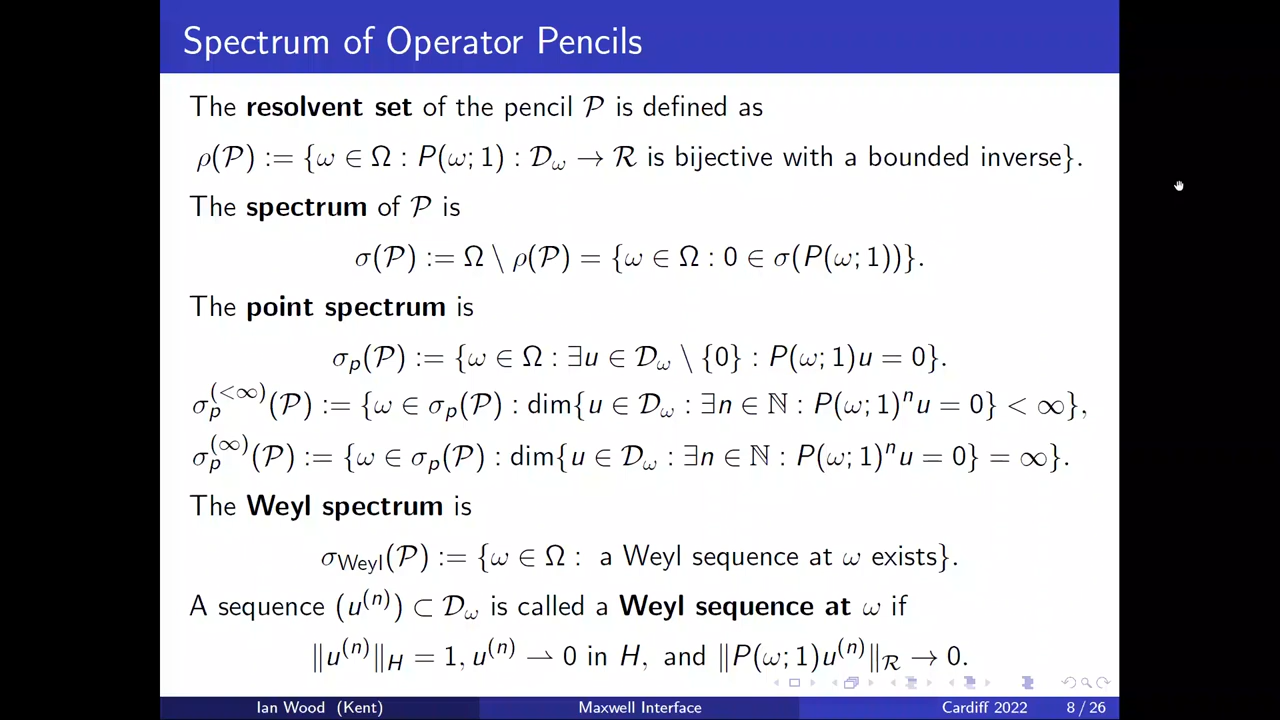 Spectrum of Operator Pencils
The resolvent set of the pencil 𝒫 is defined as
ρ(𝒫) := {ω ∈ Ω : P(ω; 1) : 𝒟_ω → ℛ is bijective with a bounded inverse}.
The spectrum of 𝒫 is
σ(𝒫) := Ω \ ρ(𝒫) = {ω ∈ Ω : 0 ∈ σ(P(ω; 1))}.
The point spectrum is
σ_p(𝒫) := {ω ∈ Ω : ∃u ∈ 𝒟_ω \ {0} : P(ω; 1)u = 0}.
σ_p^(<∞)(𝒫) := {ω ∈ σ_p(𝒫) : dim{u ∈ 𝒟_ω : ∃n ∈ ℕ : P(ω; 1)^n u = 0} < ∞},
σ_p^(∞)(𝒫) := {ω ∈ σ_p(𝒫) : dim{u ∈ 𝒟_ω : ∃n ∈ ℕ : P(ω; 1)^n u = 0} = ∞}.
The Weyl spectrum is
σ_Weyl(𝒫) := {ω ∈ Ω : a Weyl sequence at ω exists}.
A sequence (u^(n)) ⊂ 𝒟_ω is called a Weyl sequence at ω if
‖u^(n)‖_H = 1, u^(n) ⇀ 0 in H, and ‖P(ω; 1)u^(n)‖_ℛ → 0.
Ian Wood (Kent) Maxwell Interface Cardiff 2022 8 / 26